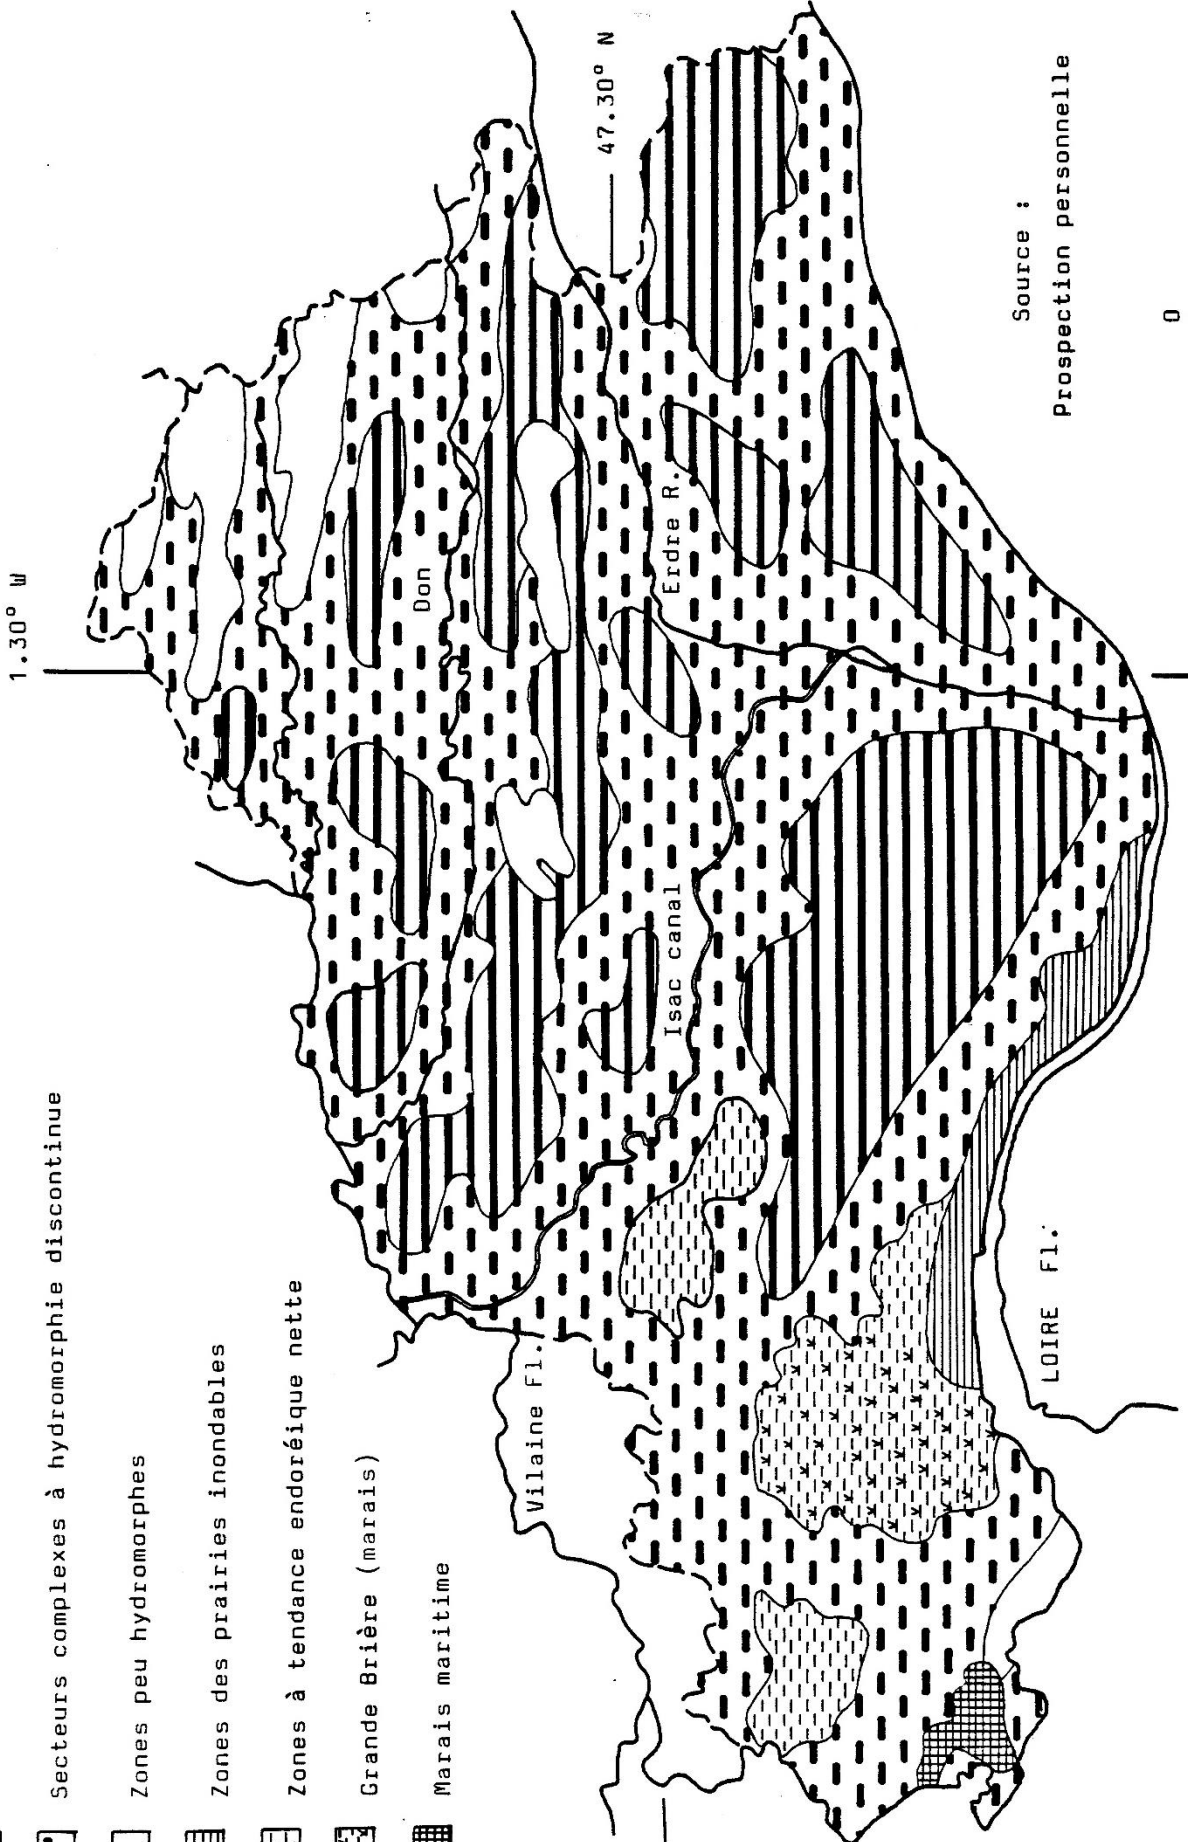 Secteurs complexes à hydromorphie discontinue
Zones peu hydromorphes
Zones des prairies inondables
Zones à tendance endoréique nette
Grande Brière (marais)
Marais maritime
1.30° W
47.30° N
Don
Erdre R.
Isac canal
Vilaine Fl.
LOIRE Fl.
Source :
Prospection personnelle
0